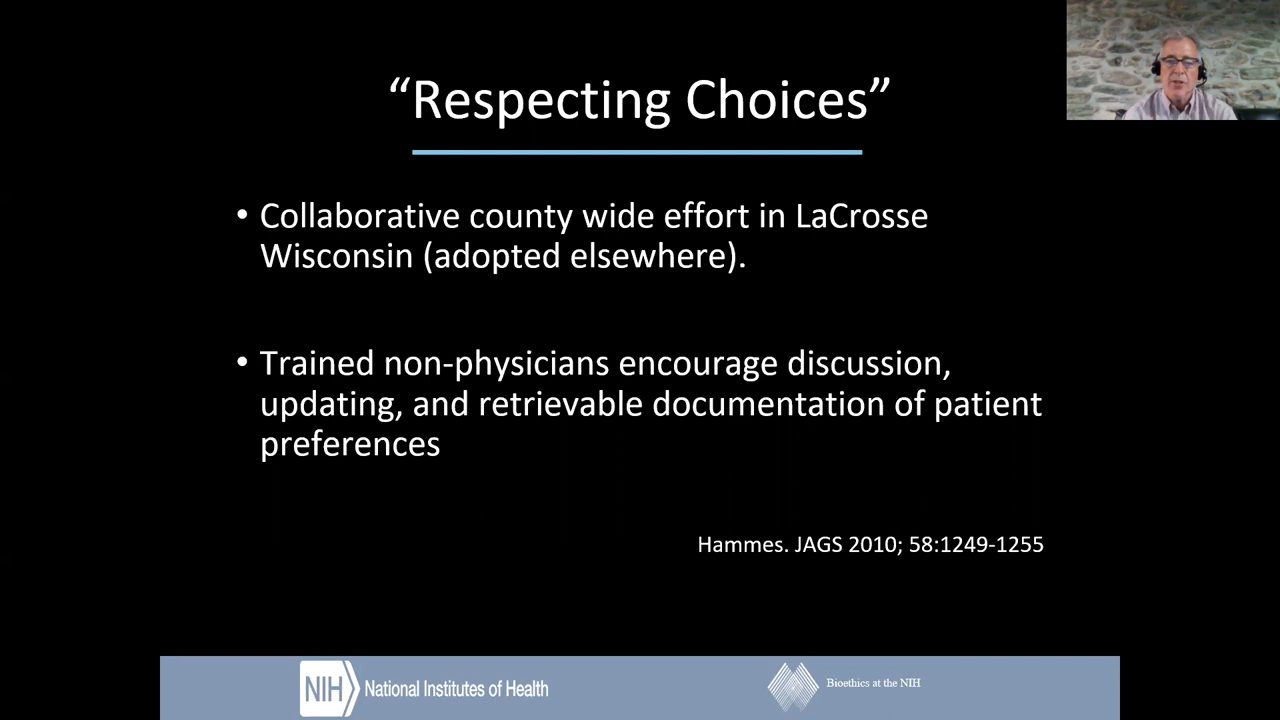 “Respecting Choices”
• Collaborative county wide effort in LaCrosse
Wisconsin (adopted elsewhere).
• Trained non-physicians encourage discussion,
updating, and retrievable documentation of patient
preferences
Hammes. JAGS 2010; 58:1249-1255
NIH National Institutes of Health
Bioethics at the NIH